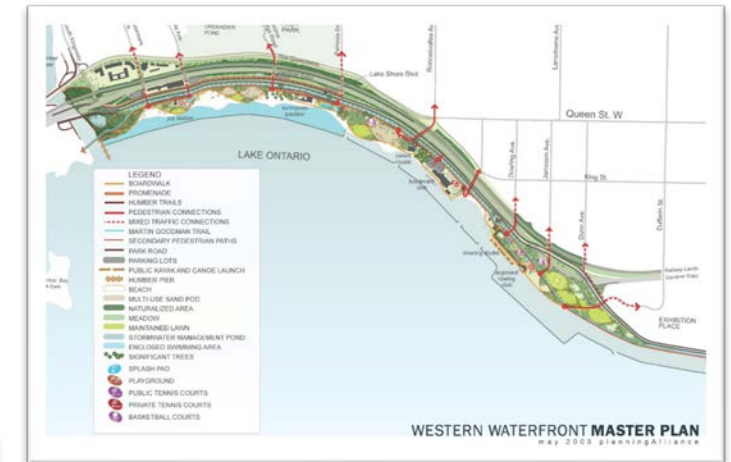 POND
PARK
Lake Shore Blvd.
Roncesvalles Av.
Lansdowne Ave.
Queen St. W
Dowling Ave.
Jameson Ave.
King St.
Dunn Ave.
Dufferin St.
LAKE ONTARIO
EXHIBITION
PLACE
LEGEND
BOARDWALK
PROMENADE
HUMBER TRAILS
PEDESTRIAN CONNECTIONS
MIXED TRAFFIC CONNECTIONS
MARTIN GOODMAN TRAIL
SECONDARY PEDESTRIAN PATHS
PARK ROAD
PARKING LOTS
PUBLIC KAYAK AND CANOE LAUNCH
HUMBER PIER
BEACH
MULTI-USE SAND POD
NATURALIZED AREA
MEADOW
MAINTAINED LAWN
STORMWATER MANAGEMENT POND
ENCLOSED SWIMMING AREA
SIGNIFICANT TREES
SPLASH PAD
PLAYGROUND
PUBLIC TENNIS COURTS
PRIVATE TENNIS COURTS
BASKETBALL COURTS
WESTERN WATERFRONT MASTER PLAN
may 2008 planningAlliance